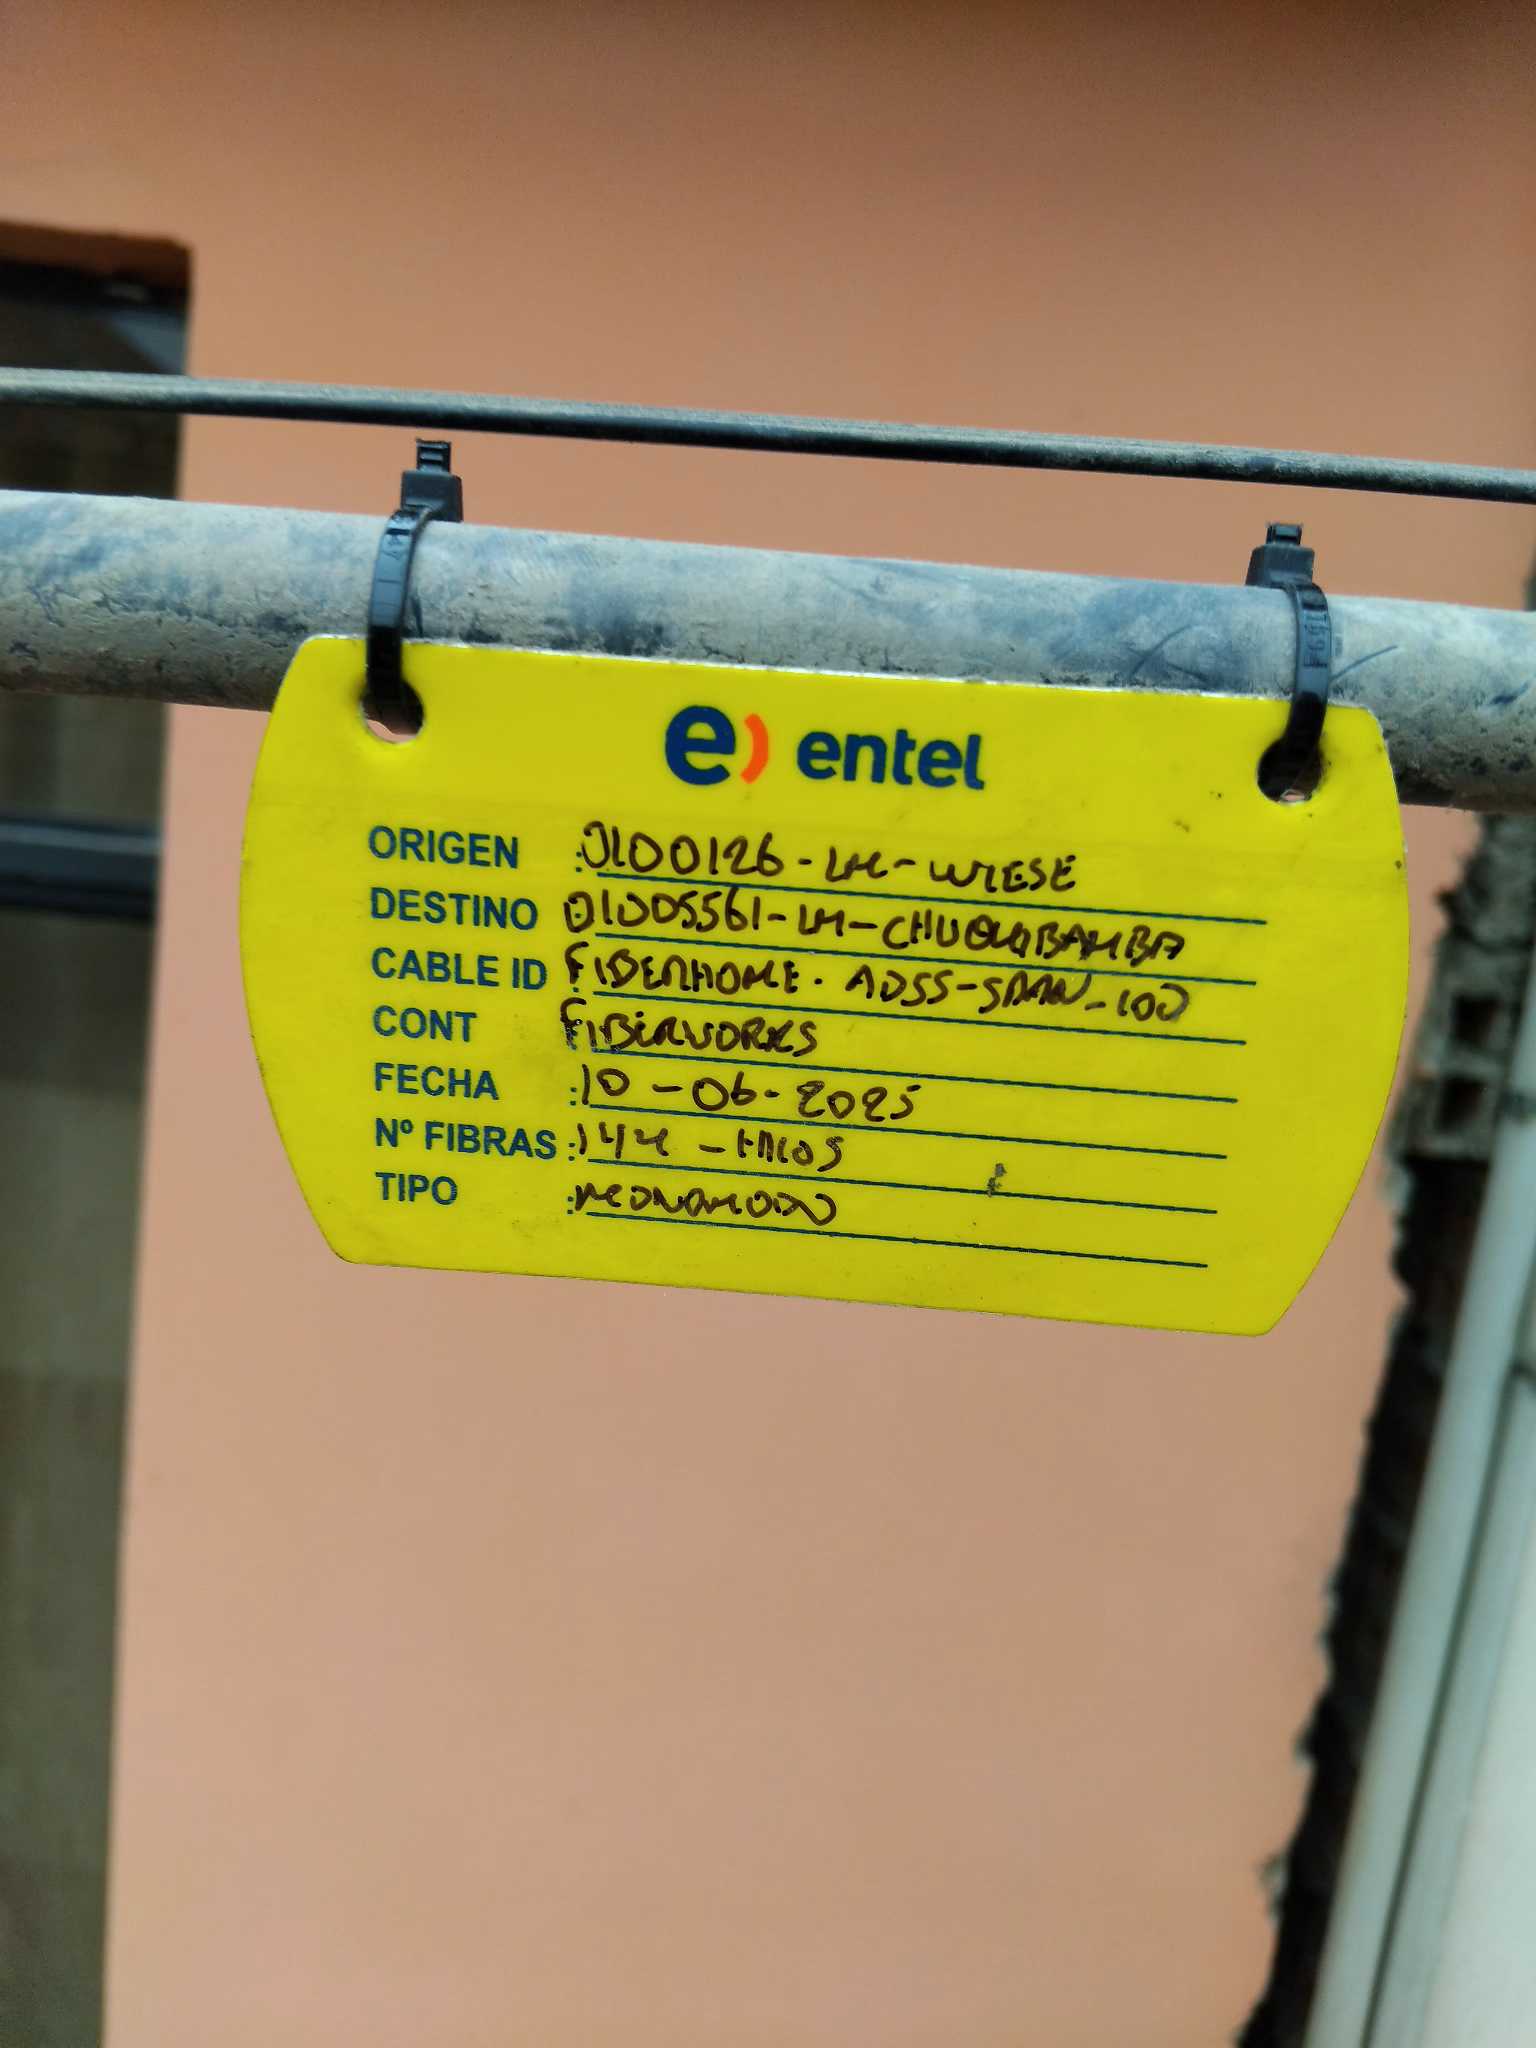 e) entel
ORIGEN : 0100126 - LM - WIESE
DESTINO 01005561 - LM - CHUQUIBAMBA
CABLE ID : FIBERHOME. ADSS-SPAN-100
CONT FIBERWORKS
FECHA : 10 - 06 - 2025
Nº FIBRAS : 144 - HILOS
TIPO : MONOMODO